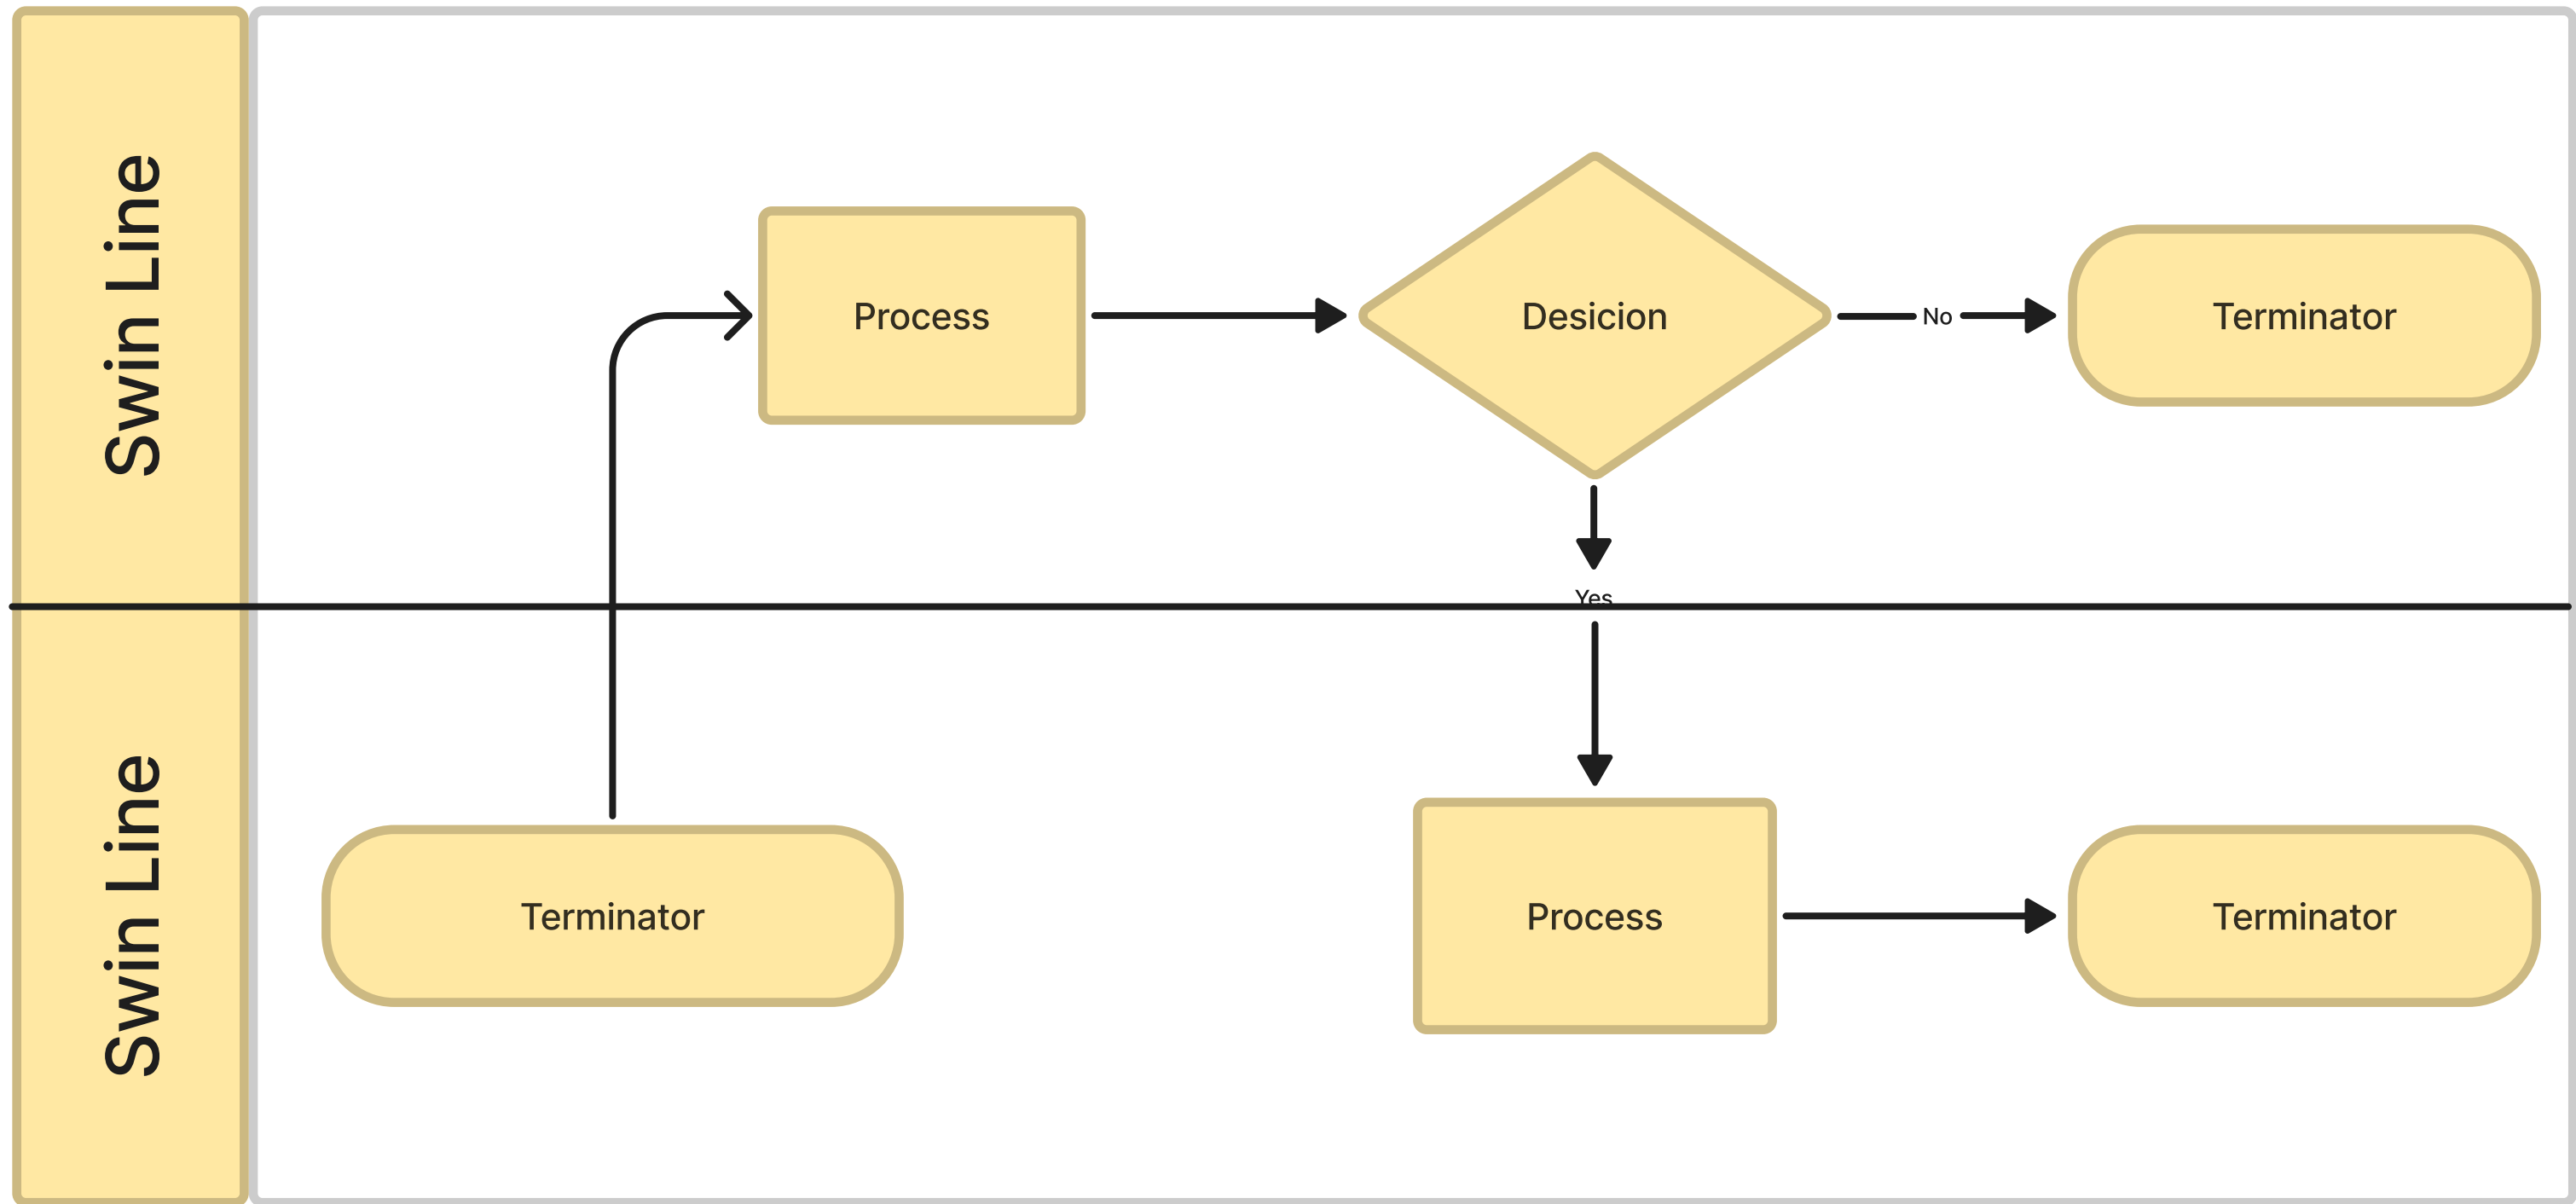 Swin Line
Process
Desicion
No
Terminator
Yes
Swin Line
Terminator
Process
Terminator